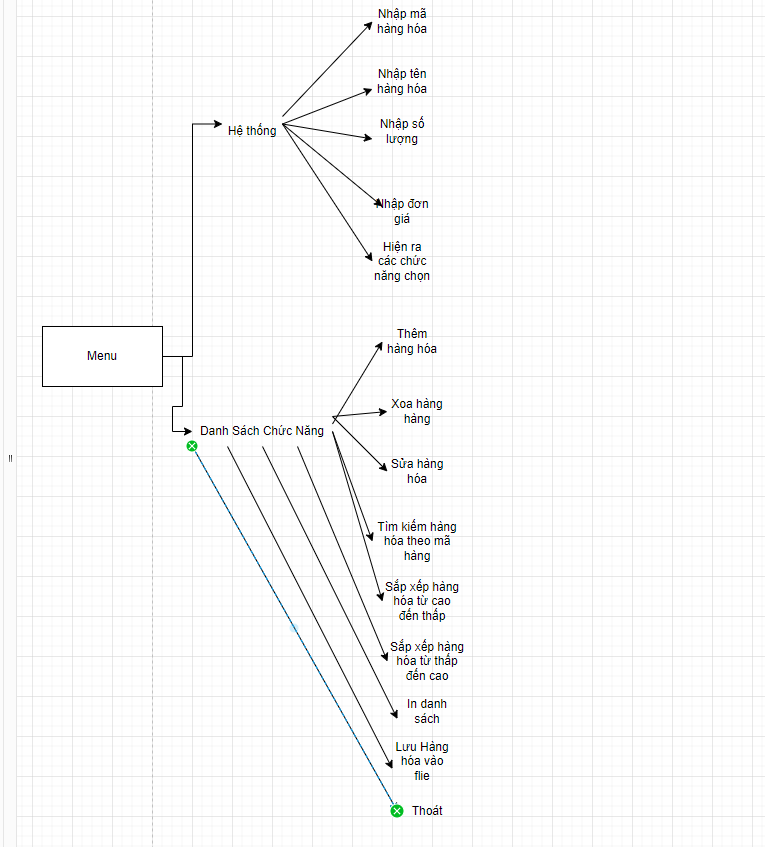 Nhập mã
hàng hóa
Nhập tên
hàng hóa
Nhập số
lượng
Hệ thống
Nhập đơn
giá
Hiện ra
các chức
năng chọn
Menu
Thêm
hàng hóa
Xoa hàng
hàng
Danh Sách Chức Năng
Sửa hàng
hóa
Tìm kiếm hàng
hóa theo mã
hàng
Sắp xếp hàng
hóa từ cao
đến thấp
Sắp xếp hàng
hóa từ thấp
đến cao
In danh
sách
Lưu Hàng
hóa vào
flie
Thoát